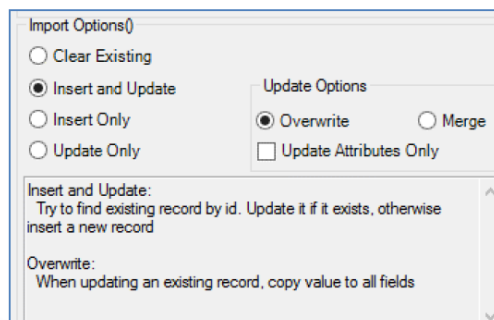 Import Options()
Clear Existing
Insert and Update
Update Options
Insert Only
Overwrite
Merge
Update Only
Update Attributes Only
Insert and Update:
Try to find existing record by id. Update it if it exists, otherwise
insert a new record
Overwrite:
When updating an existing record, copy value to all fields